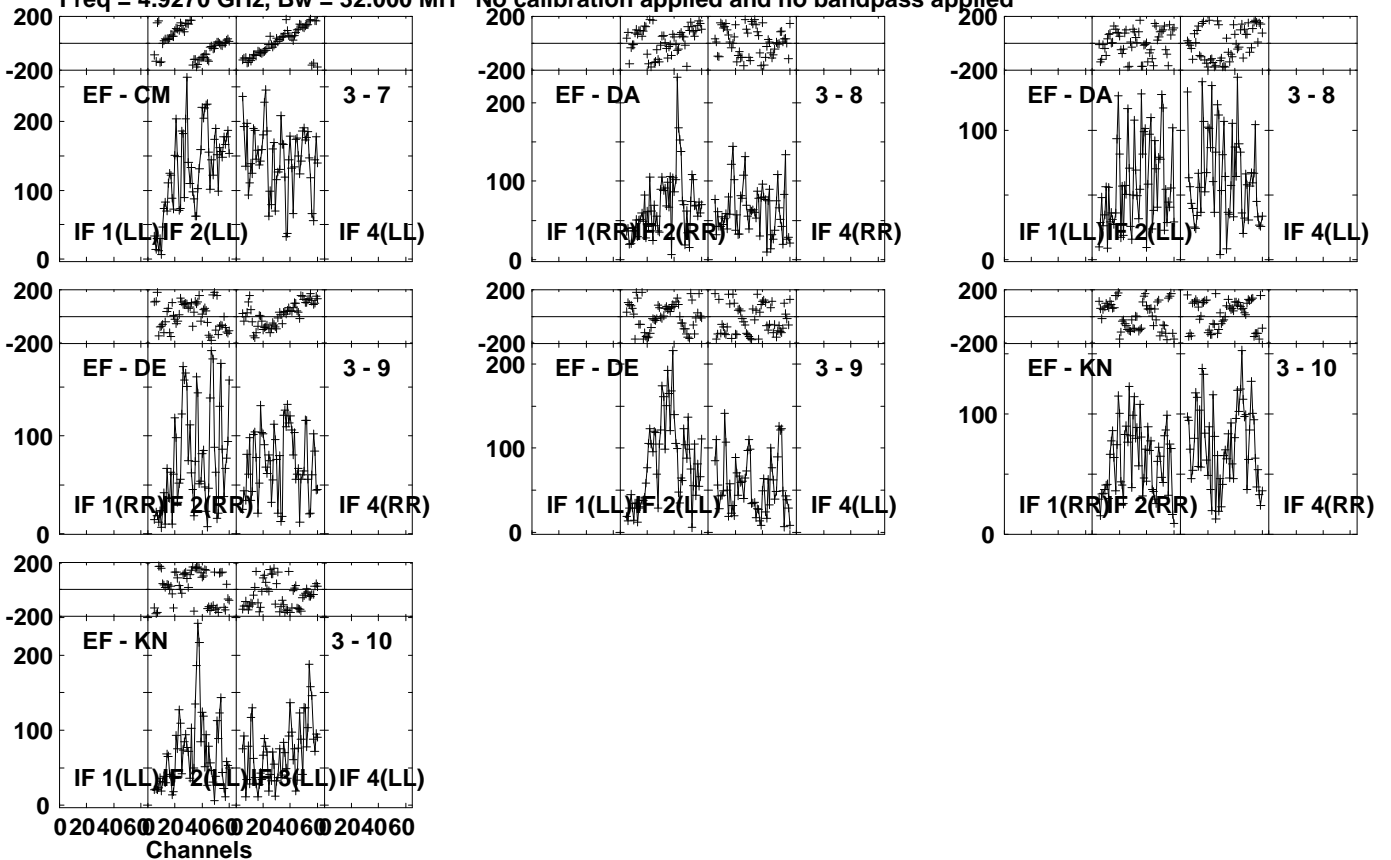 Freq = 4.9270 GHz, Bw = 32.000 MH No calibration applied and no bandpass applied
200
-200
EF - CM 3 - 7
200
100
0
IF 1(LL) IF 2(LL) IF 4(LL)
200
-200
EF - DA 3 - 8
200
100
0
IF 1(RR) IF 2(RR) IF 4(RR)
200
-200
EF - DA 3 - 8
100
0
IF 1(LL) IF 2(LL) IF 4(LL)
200
-200
EF - DE 3 - 9
100
0
IF 1(RR) IF 2(RR) IF 4(RR)
200
-200
EF - DE 3 - 9
200
100
0
IF 1(LL) IF 2(LL) IF 4(LL)
200
-200
EF - KN 3 - 10
100
0
IF 1(RR) IF 2(RR) IF 4(RR)
200
-200
EF - KN 3 - 10
200
100
0
IF 1(LL) IF 2(LL) IF 3(LL) IF 4(LL)
0 20 40 60 0 20 40 60 0 20 40 60 0 20 40 60
Channels